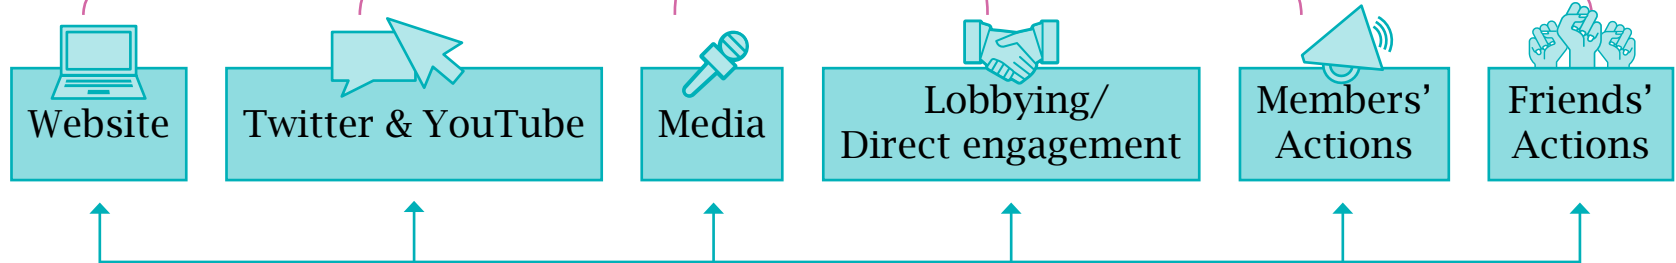 Website
Twitter & YouTube
Media
Lobbying/
Direct engagement
Members’
Actions
Friends’
Actions